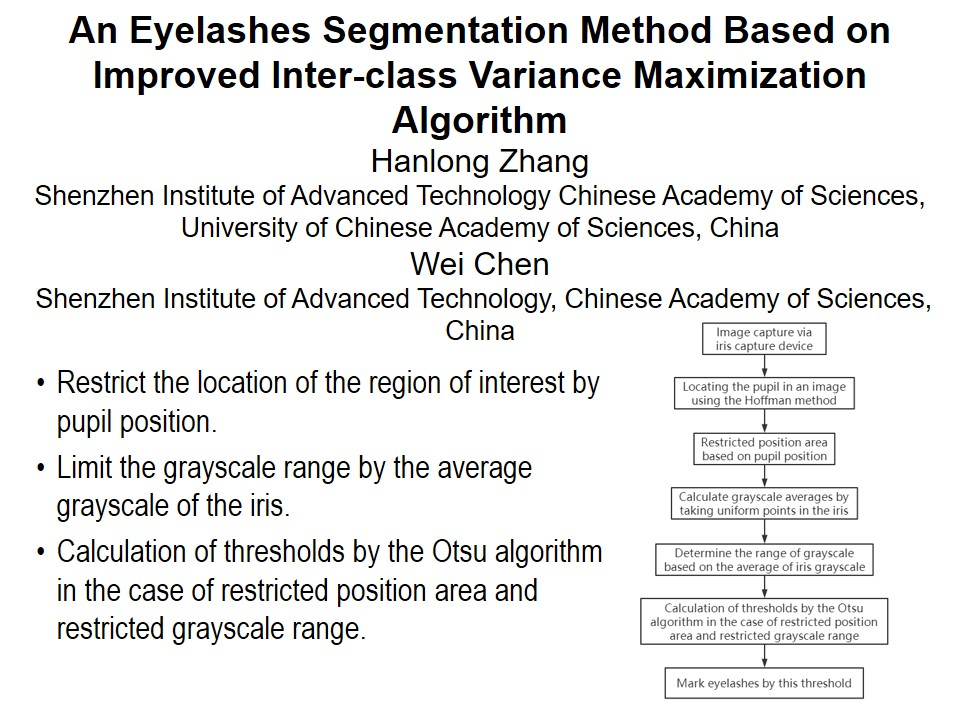 An Eyelashes Segmentation Method Based on
Improved Inter-class Variance Maximization
Algorithm
Hanlong Zhang
Shenzhen Institute of Advanced Technology Chinese Academy of Sciences,
University of Chinese Academy of Sciences, China
Wei Chen
Shenzhen Institute of Advanced Technology, Chinese Academy of Sciences,
China
• Restrict the location of the region of interest by
pupil position.
• Limit the grayscale range by the average
grayscale of the iris.
• Calculation of thresholds by the Otsu algorithm
in the case of restricted position area and
restricted grayscale range.
Image capture via
iris capture device
Locating the pupil in an image
using the Hoffman method
Restricted position area
based on pupil position
Calculate grayscale averages by
taking uniform points in the iris
Determine the range of grayscale
based on the average of iris grayscale
Calculation of thresholds by the Otsu
algorithm in the case of restricted position
area and restricted grayscale range
Mark eyelashes by this threshold